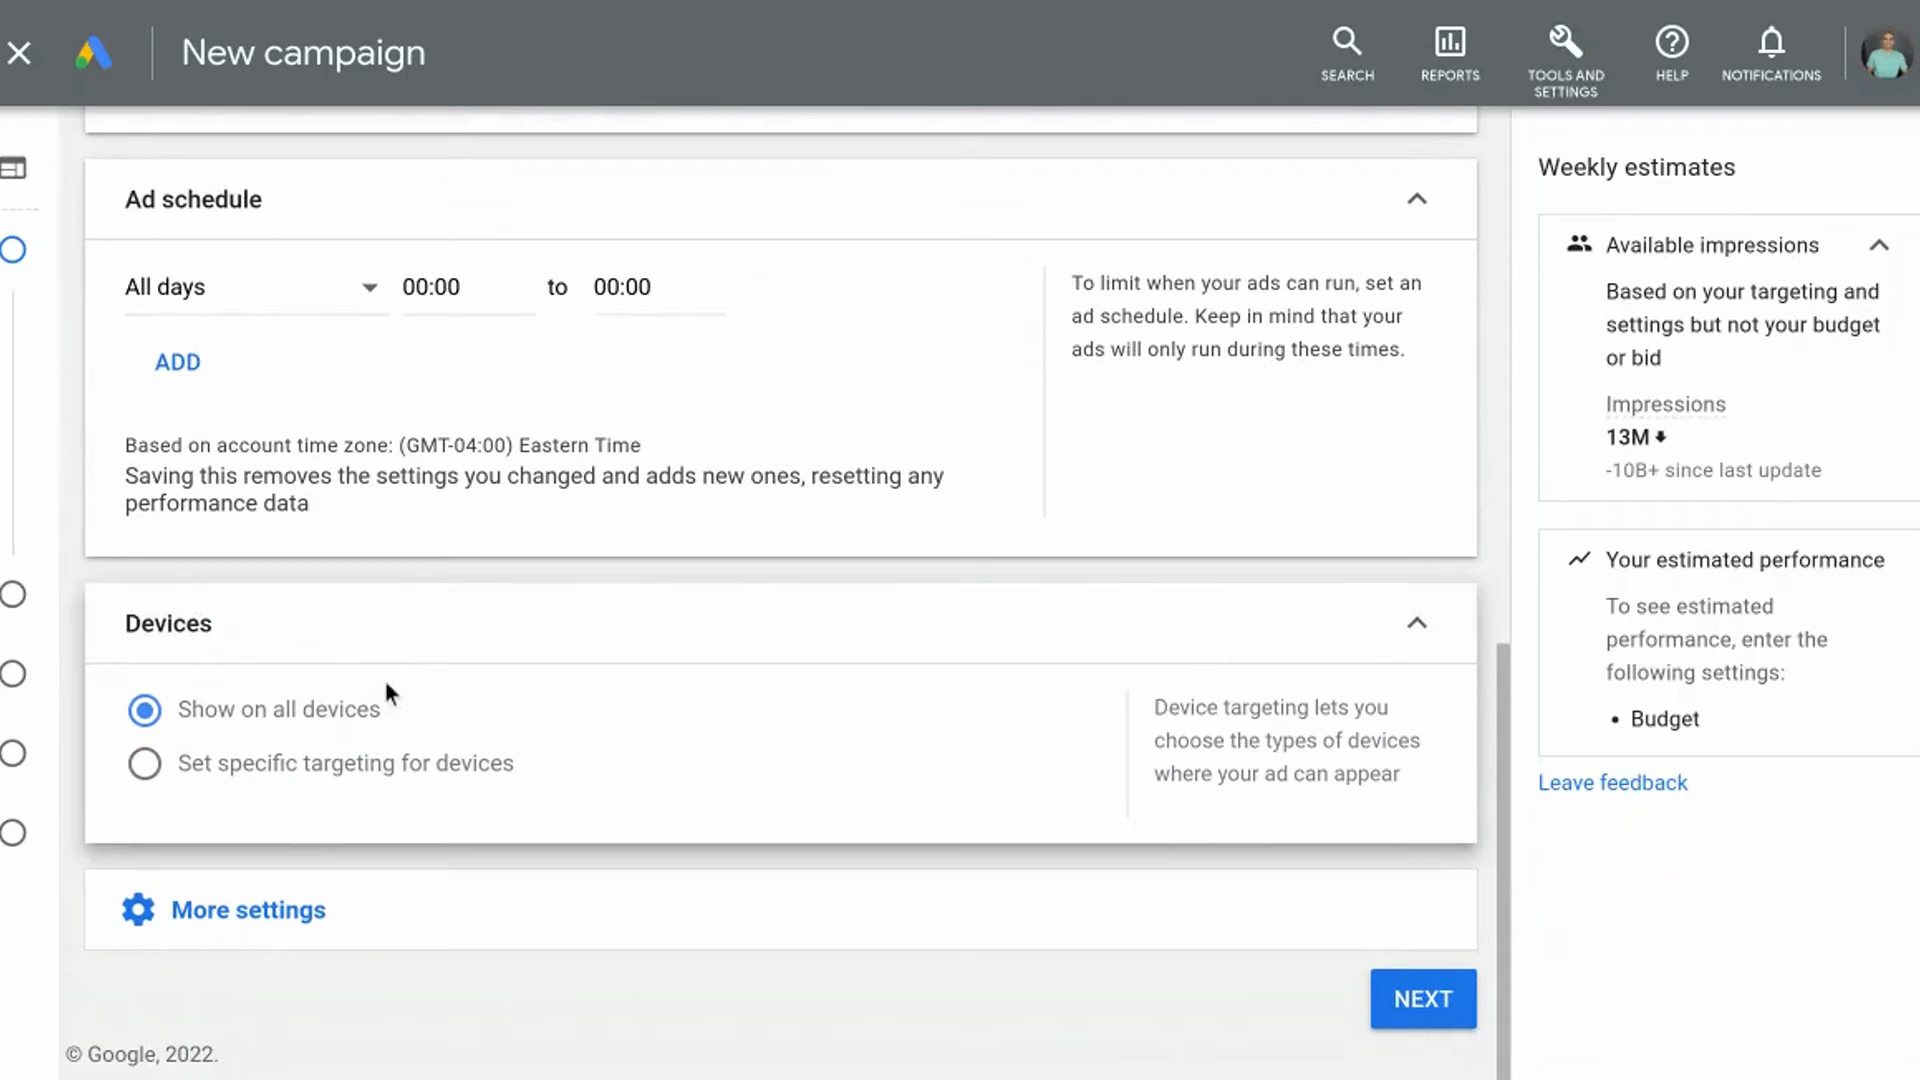 New campaign
SEARCH
REPORTS
TOOLS AND
SETTINGS
HELP
NOTIFICATIONS
Ad schedule
All days
00:00
to
00:00
ADD
To limit when your ads can run, set an
ad schedule. Keep in mind that your
ads will only run during these times.
Based on account time zone: (GMT-04:00) Eastern Time
Saving this removes the settings you changed and adds new ones, resetting any
performance data
Devices
Show on all devices
Set specific targeting for devices
Device targeting lets you
choose the types of devices
where your ad can appear
More settings
NEXT
© Google, 2022.
Weekly estimates
Available impressions
Based on your targeting and
settings but not your budget
or bid
Impressions
13M
-10B+ since last update
Your estimated performance
To see estimated
performance, enter the
following settings:
• Budget
Leave feedback